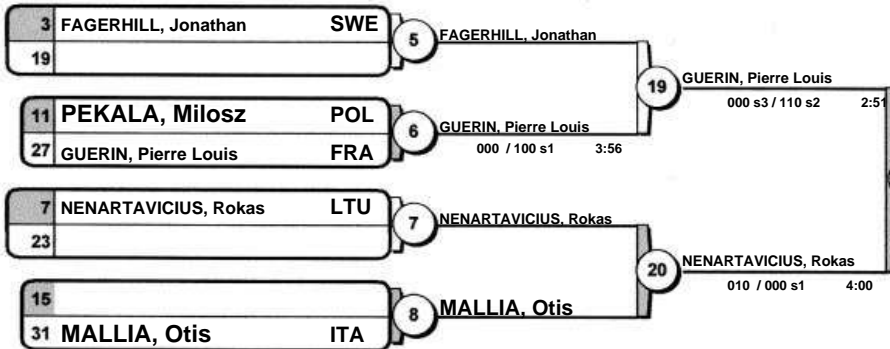 3 FAGERHILL, Jonathan SWE
19
5 FAGERHILL, Jonathan
11 PEKALA, Milosz POL
27 GUERIN, Pierre Louis FRA
6 GUERIN, Pierre Louis
000 / 100 s1 3:56
19 GUERIN, Pierre Louis
000 s3 / 110 s2 2:51
7 NENARTAVICIUS, Rokas LTU
23
7 NENARTAVICIUS, Rokas
15
31 MALLIA, Otis ITA
8 MALLIA, Otis
20 NENARTAVICIUS, Rokas
010 / 000 s1 4:00